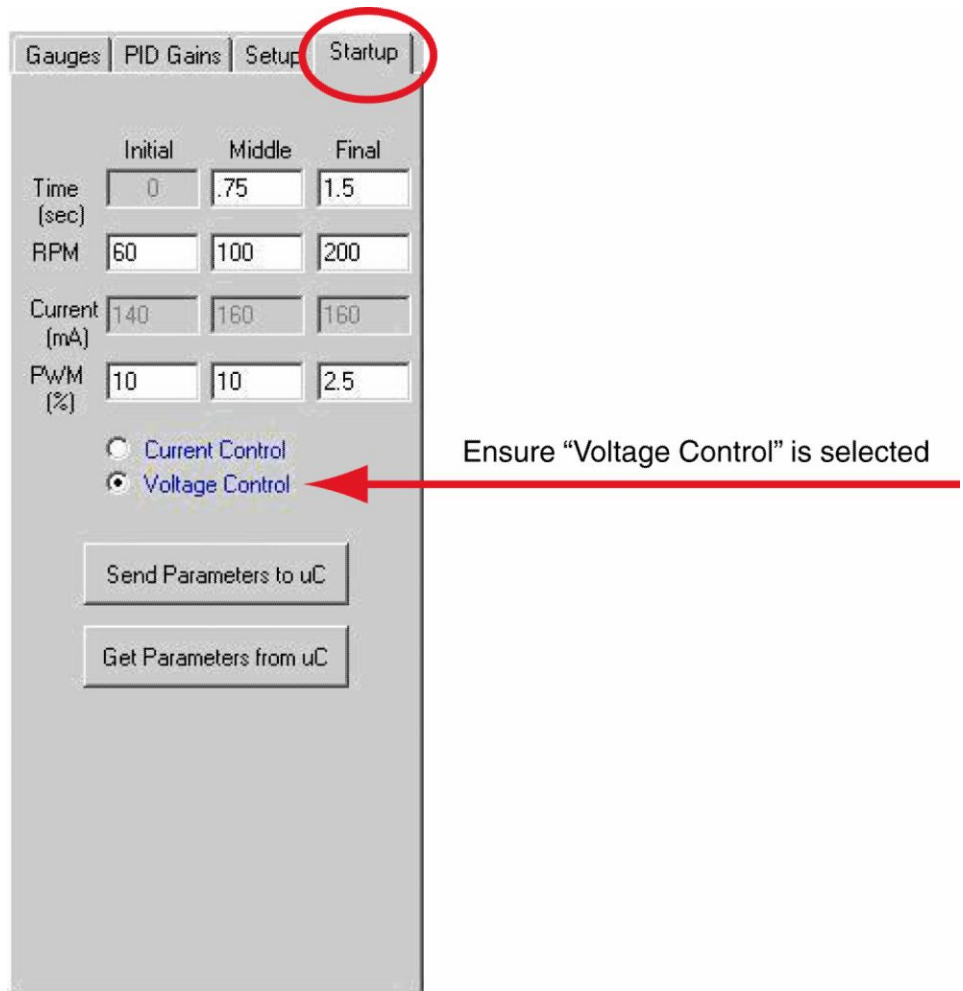 Gauges PID Gains Setup Startup
Initial Middle Final
Time (sec) 0 .75 1.5
RPM 60 100 200
Current (mA) 140 160 160
PWM (%) 10 10 2.5
Current Control
Voltage Control
Ensure “Voltage Control” is selected
Send Parameters to uC
Get Parameters from uC